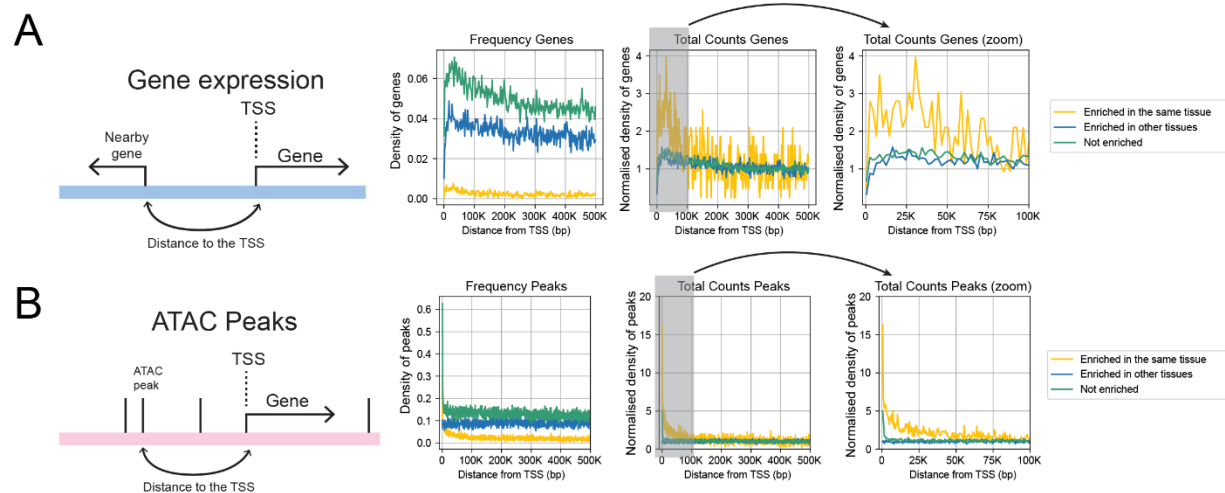 A
Gene expression
TSS
Nearby
gene
Gene
Distance to the TSS
Frequency Genes
Density of genes
0.06
0.04
0.02
0.00
0
100K
200K
300K
400K
500K
Distance from TSS (bp)
Total Counts Genes
Normalised density of genes
4
3
2
1
0
100K
200K
300K
400K
500K
Distance from TSS (bp)
Total Counts Genes (zoom)
Normalised density of genes
4
3
2
1
0
25K
50K
75K
100K
Distance from TSS (bp)
Enriched in the same tissue
Enriched in other tissues
Not enriched
B
ATAC Peaks
TSS
ATAC
peak
Gene
Distance to the TSS
Frequency Peaks
Density of peaks
0.6
0.5
0.4
0.3
0.2
0.1
0.0
0
100K
200K
300K
400K
500K
Distance from TSS (bp)
Total Counts Peaks
Normalised density of peaks
20
15
10
5
0
0
100K
200K
300K
400K
500K
Distance from TSS (bp)
Total Counts Peaks (zoom)
Normalised density of peaks
20
15
10
5
0
0
25K
50K
75K
100K
Distance from TSS (bp)
Enriched in the same tissue
Enriched in other tissues
Not enriched